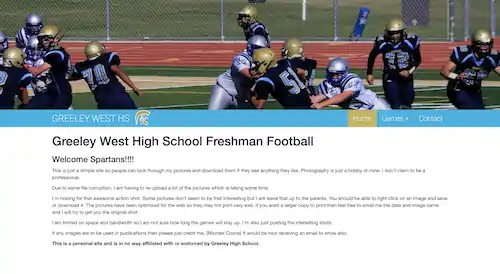 GREELEY WEST HS
Home Games Contact
Greeley West High School Freshman Football
Welcome Spartans!!!!
This is just a simple site so people can look through my pictures and download them if they see anything they like. Photography is just a hobby of mine. I don't claim to be a
professional.
Due to some file corruption, I am having to re-upload a lot of the pictures which is taking some time.
I'm hoping for that awesome action shot. Some pictures don't seem to be that interesting but I will leave that up to the parents. You should be able to right click on an image and save
or download it. The pictures have been optimized for the web so they may not print very well. If you want a larger copy to print then feel free to email me the date and image name
and I will try to get you the original shot.
I am limited on space and bandwidth so I am not sure how long the games will stay up. I'm also just posting the interesting shots.
If any images are to be used in publications then please just credit me, (Michael Coons) It would be nice receiving an email to know also.
This is a personal site and is in no way affiliated with or endorsed by Greeley High School.